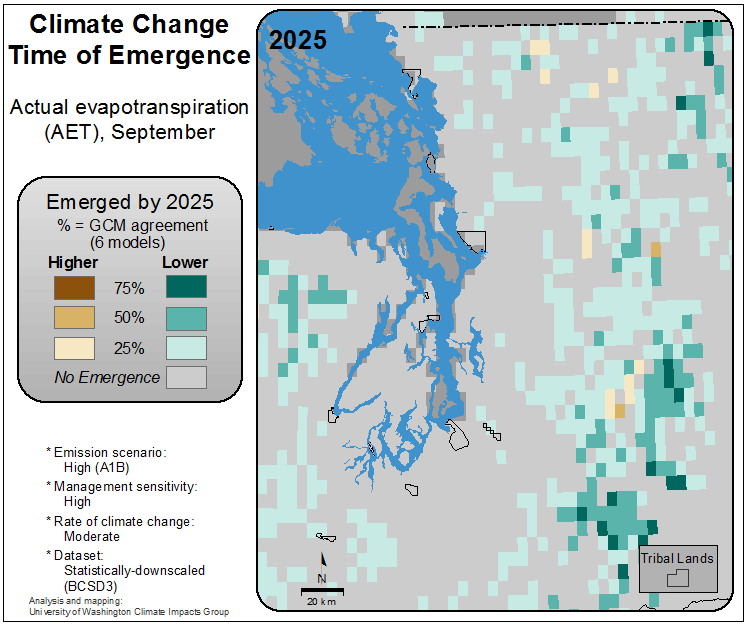 Climate Change
Time of Emergence
Actual evapotranspiration
(AET), September
Emerged by 2025
% = GCM agreement
(6 models)
Higher Lower
75%
50%
25%
No Emergence
* Emission scenario:
High (A1B)
* Management sensitivity:
High
* Rate of climate change:
Moderate
* Dataset:
Statistically-downscaled
(BCSD3)
Analysis and mapping:
University of Washington Climate Impacts Group
2025
N
20 km
Tribal Lands